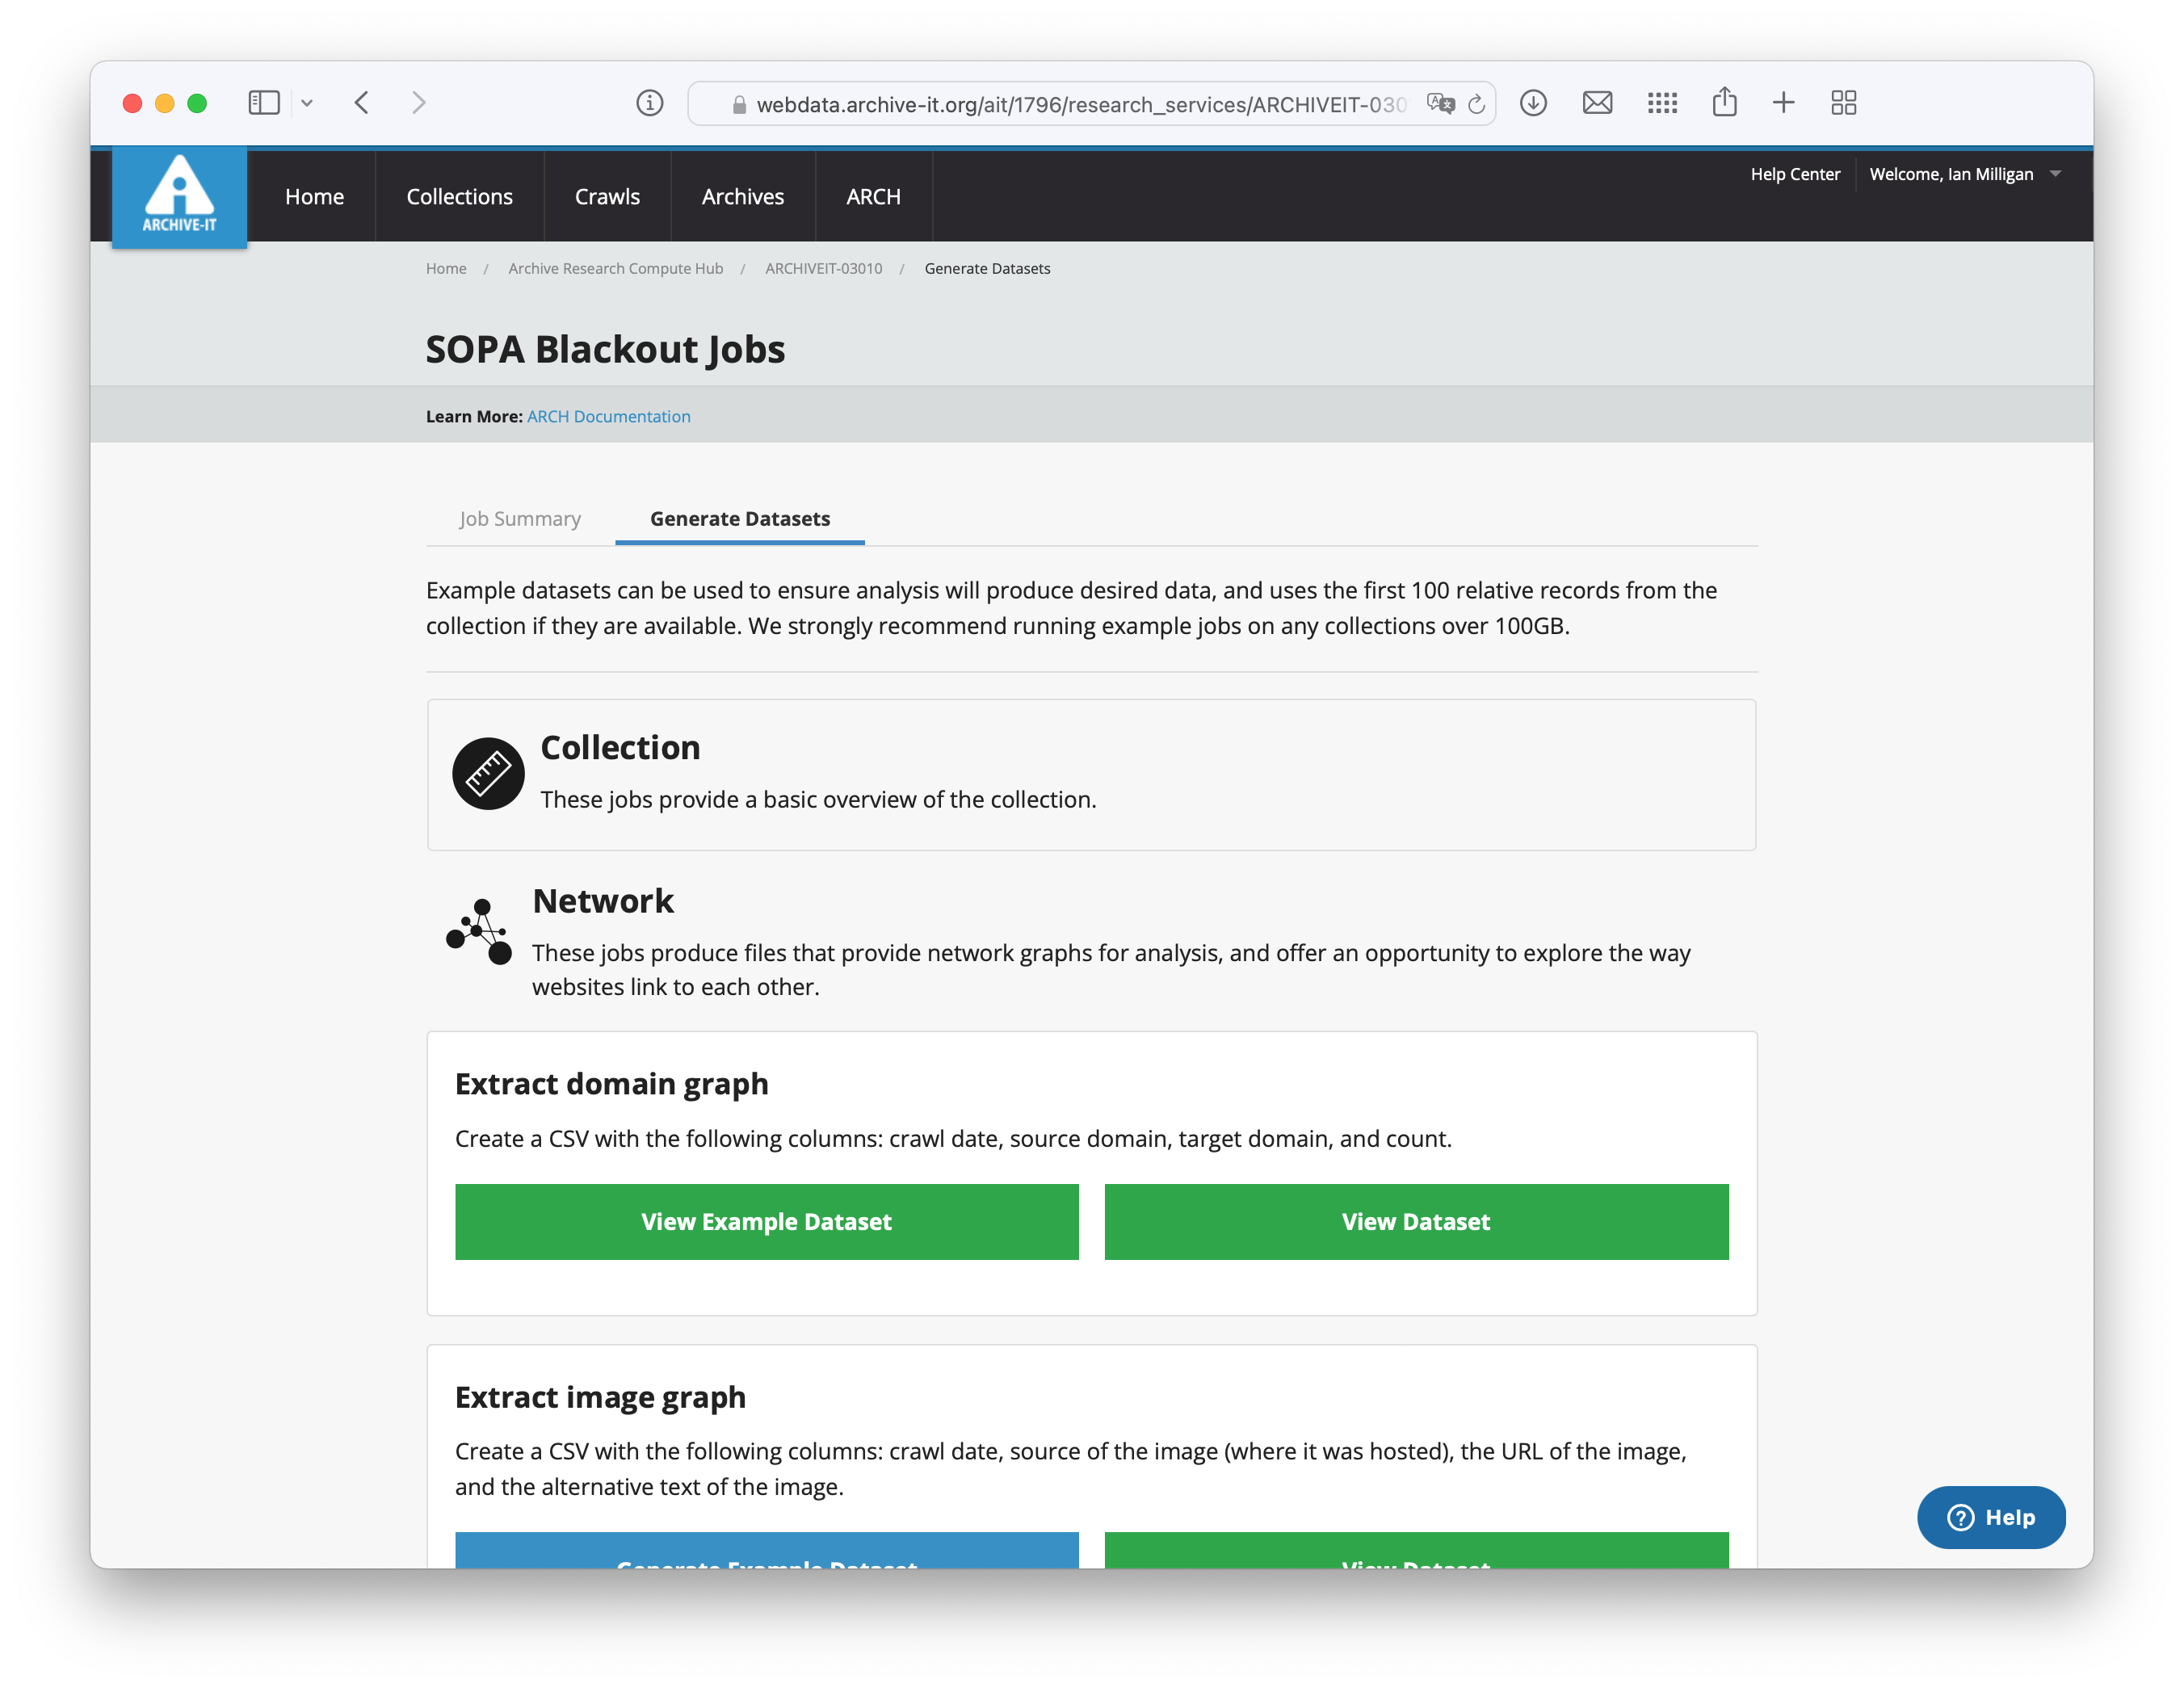 webdata.archive-it.org/ait/1796/research_services/ARCHIVEIT-030
ARCHIVE-IT
Home
Collections
Crawls
Archives
ARCH
Help Center
Welcome, Ian Milligan
Home / Archive Research Compute Hub / ARCHIVEIT-03010 / Generate Datasets
SOPA Blackout Jobs
Learn More: ARCH Documentation
Job Summary
Generate Datasets
Example datasets can be used to ensure analysis will produce desired data, and uses the first 100 relative records from the
collection if they are available. We strongly recommend running example jobs on any collections over 100GB.
Collection
These jobs provide a basic overview of the collection.
Network
These jobs produce files that provide network graphs for analysis, and offer an opportunity to explore the way
websites link to each other.
Extract domain graph
Create a CSV with the following columns: crawl date, source domain, target domain, and count.
View Example Dataset
View Dataset
Extract image graph
Create a CSV with the following columns: crawl date, source of the image (where it was hosted), the URL of the image,
and the alternative text of the image.
Generate Example Dataset
View Dataset
Help